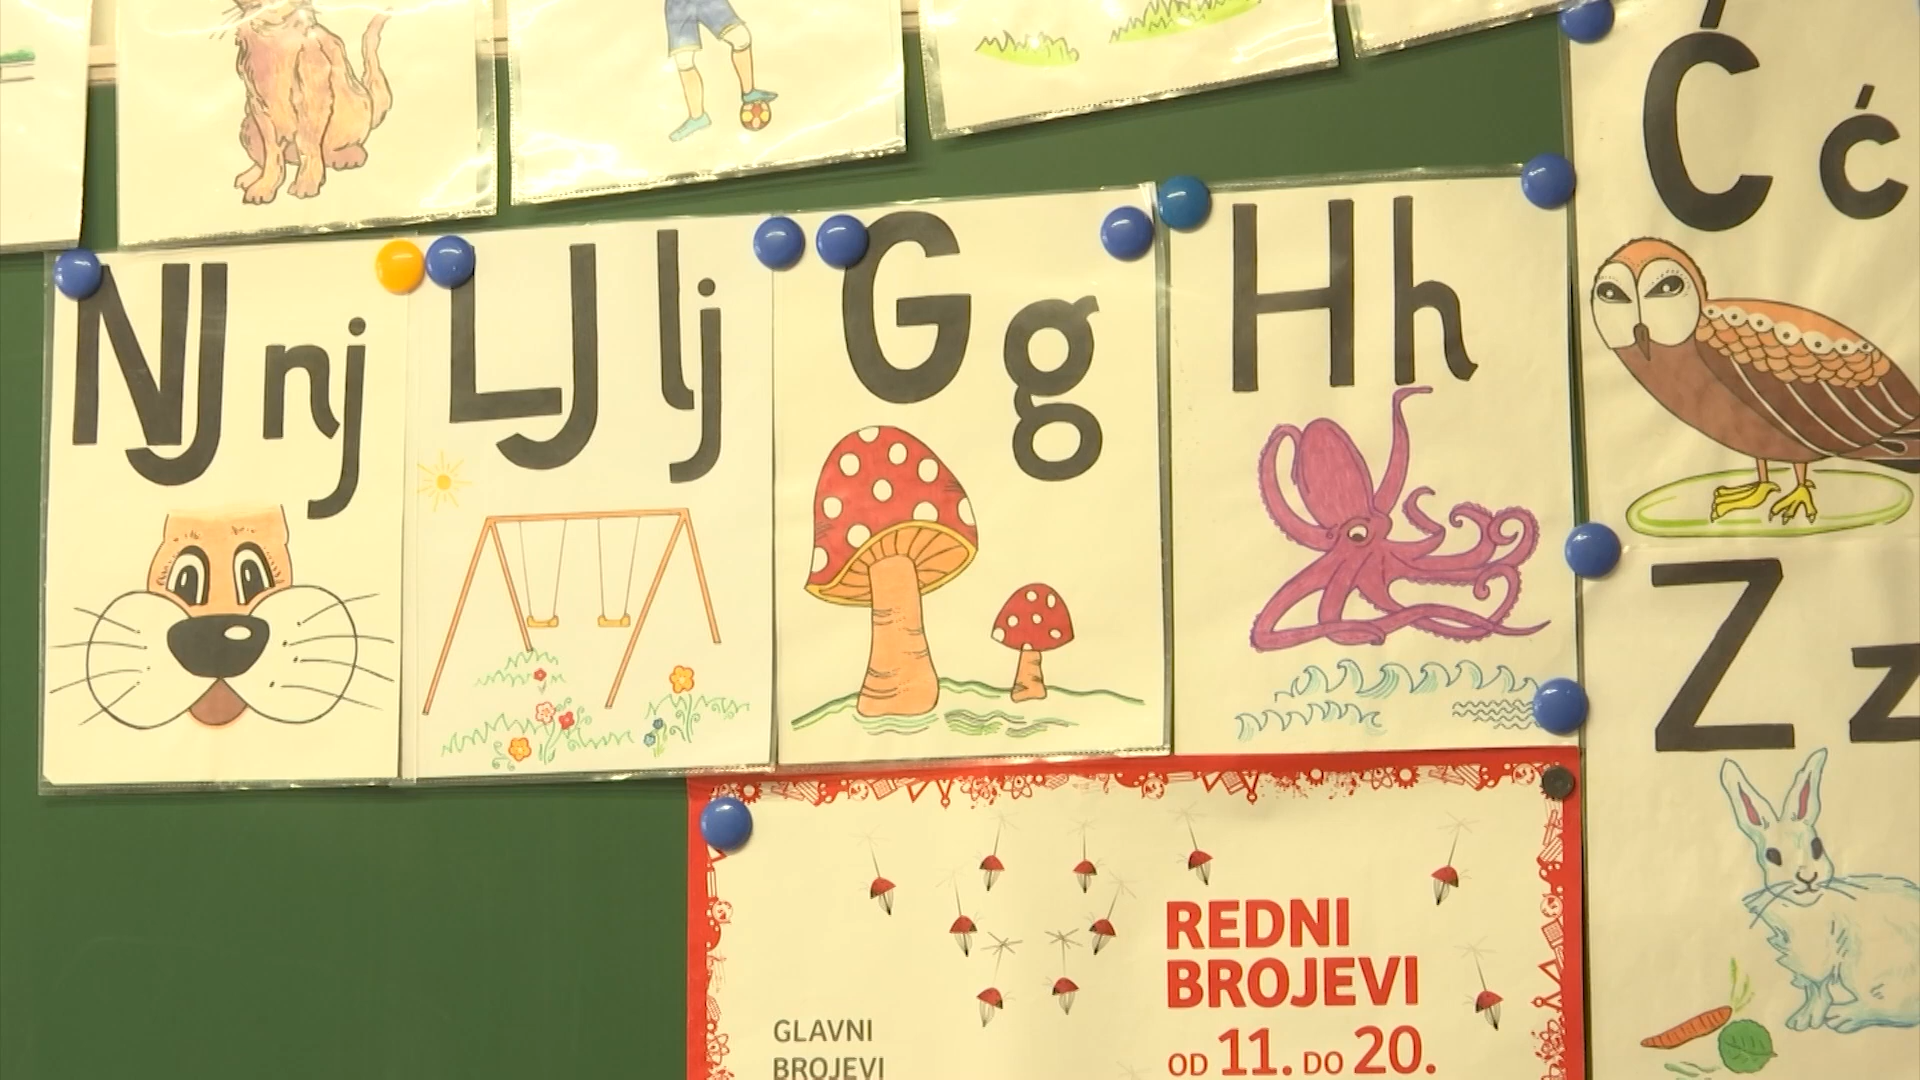 NJ nj
LJ lj
G g
H h
Ć ć
Z z
REDNI
BROJEVI
OD 11. DO 20.
GLAVNI
BROJEVI